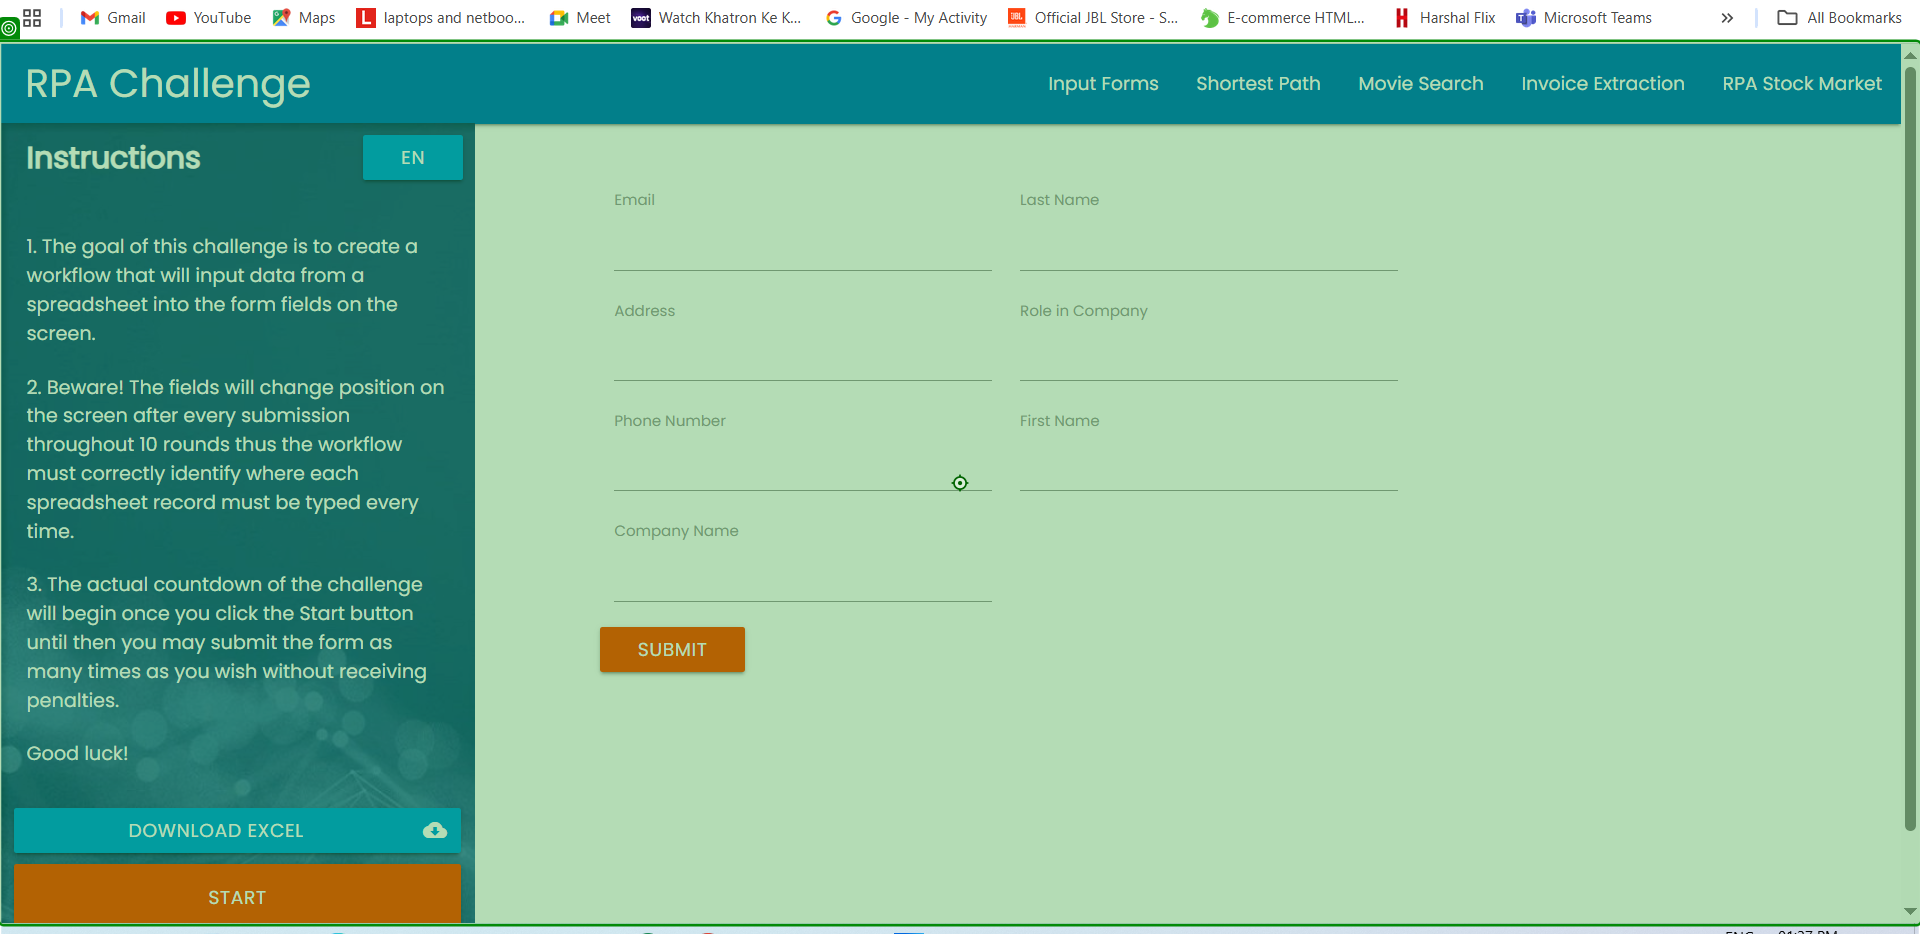 Gmail
YouTube
Maps
laptops and netboo...
Meet
voot
Watch Khatron Ke K...
Google - My Activity
JBL
Official JBL Store - S...
E-commerce HTML...
Harshal Flix
Microsoft Teams
»
All Bookmarks
RPA Challenge
Input Forms
Shortest Path
Movie Search
Invoice Extraction
RPA Stock Market
Instructions
EN
1. The goal of this challenge is to create a
workflow that will input data from a
spreadsheet into the form fields on the
screen.
2. Beware! The fields will change position on
the screen after every submission
throughout 10 rounds thus the workflow
must correctly identify where each
spreadsheet record must be typed every
time.
3. The actual countdown of the challenge
will begin once you click the Start button
until then you may submit the form as
many times as you wish without receiving
penalties.
Good luck!
DOWNLOAD EXCEL
START
Email
Last Name
Address
Role in Company
Phone Number
First Name
Company Name
SUBMIT